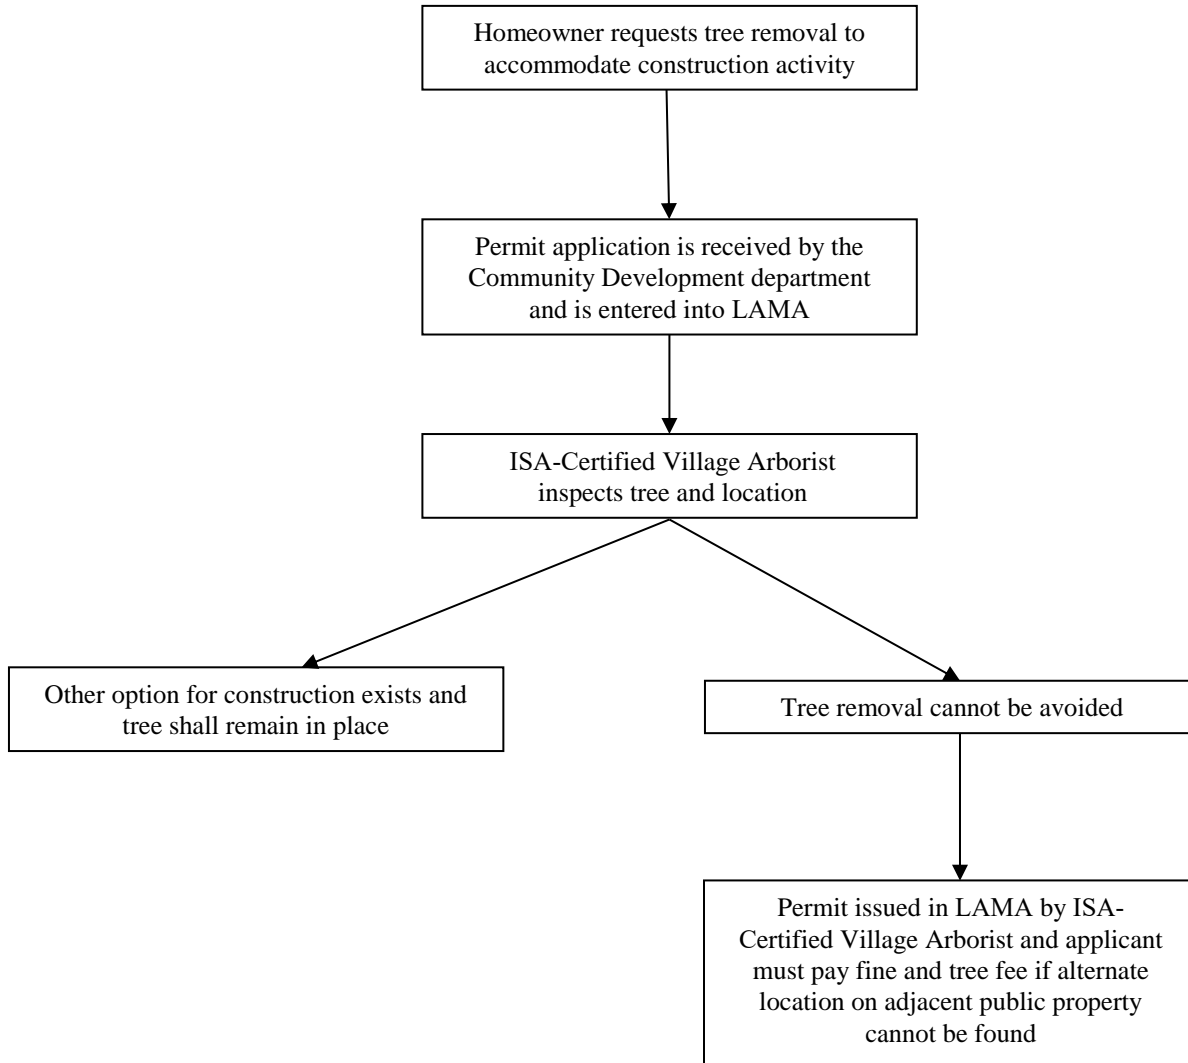 Homeowner requests tree removal to
accommodate construction activity
Permit application is received by the
Community Development department
and is entered into LAMA
ISA-Certified Village Arborist
inspects tree and location
Other option for construction exists and
tree shall remain in place
Tree removal cannot be avoided
Permit issued in LAMA by ISA-
Certified Village Arborist and applicant
must pay fine and tree fee if alternate
location on adjacent public property
cannot be found